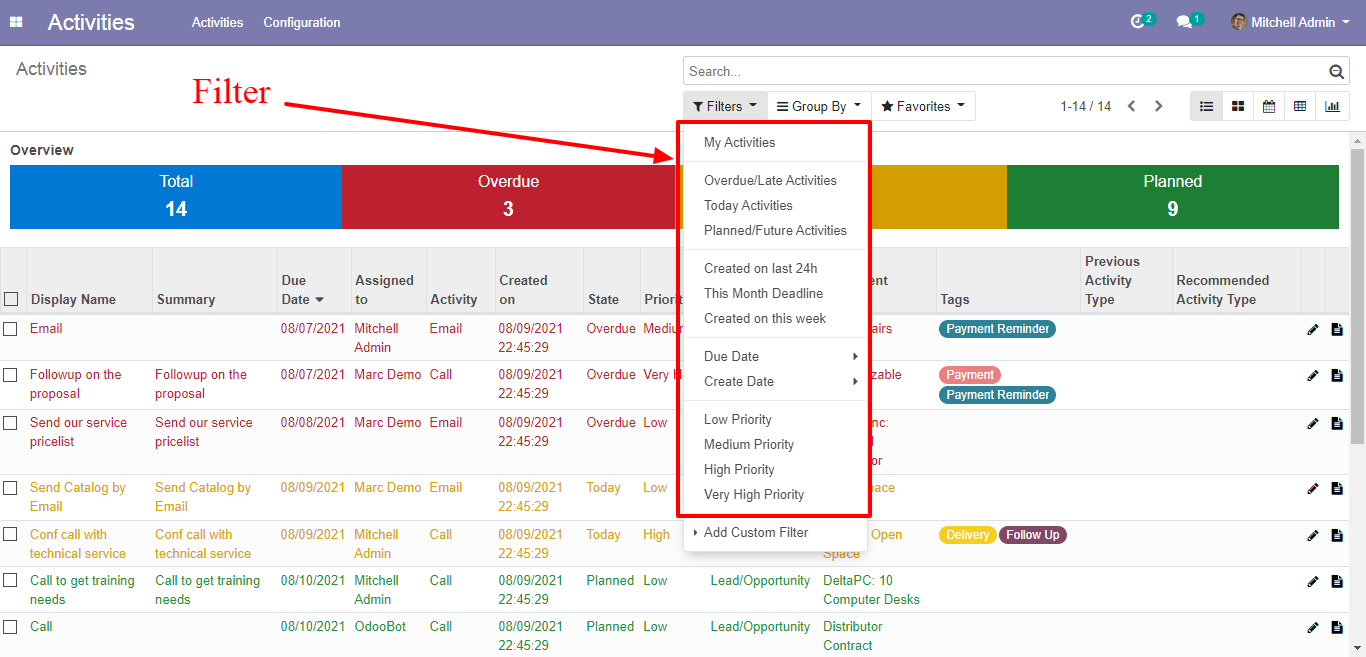 Activities
Activities Configuration
2
1
Mitchell Admin
Activities
Search...
Filter
Filters Group By Favorites
1-14 / 14
My Activities
Overdue/Late Activities
Today Activities
Planned/Future Activities
Created on last 24h
This Month Deadline
Created on this week
Due Date
Create Date
Low Priority
Medium Priority
High Priority
Very High Priority
Add Custom Filter
Overview
Total
14
Overdue
3
Planned
9
Display Name
Summary
Due
Date
Assigned
to
Activity
Created
on
State
Tags
Previous
Activity
Type
Recommended
Activity Type
Email 08/07/2021 Mitchell Email 08/09/2021 Overdue Payment Reminder
Admin 22:45:29
Followup on the Followup on the 08/07/2021 Marc Demo Call 08/09/2021 Overdue Very Payment
proposal proposal 22:45:29 Payment Reminder
Send our service Send our service 08/08/2021 Marc Demo Email 08/09/2021 Overdue Low
pricelist pricelist 22:45:29
Send Catalog by Send Catalog by 08/09/2021 Marc Demo Email 08/09/2021 Today Low
Email Email 22:45:29
Conf call with Conf call with 08/09/2021 Mitchell Call 08/09/2021 Today High Open Delivery Follow Up
technical service technical service Admin 22:45:29 Space
Call to get training Call to get training 08/10/2021 Mitchell Call 08/09/2021 Planned Low Lead/Opportunity DeltaPC: 10
needs needs Admin 22:45:29 Computer Desks
Call 08/10/2021 OdooBot Call 08/09/2021 Planned Low Lead/Opportunity Distributor
22:45:29 Contract